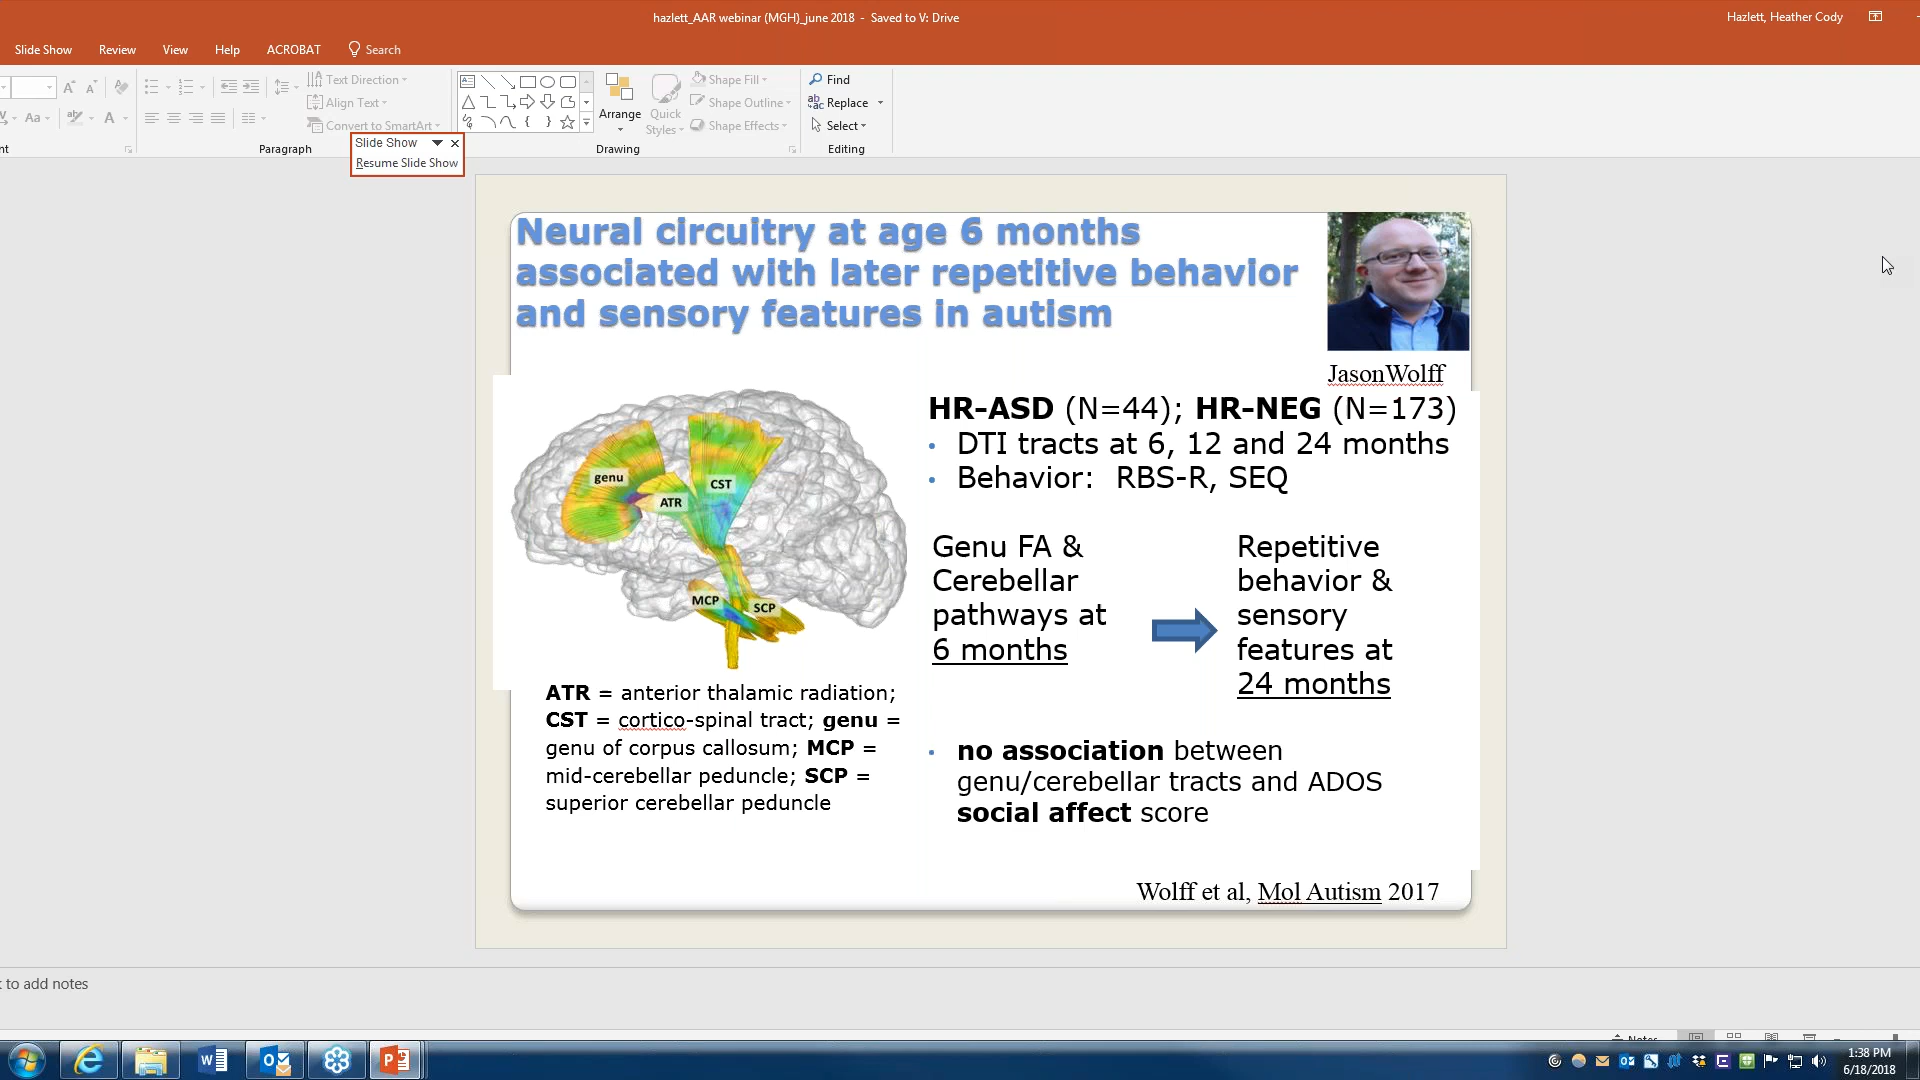 hazlett_AAR webinar (MGH)_june 2018 - Saved to V: Drive
Hazlett, Heather Cody
Slide Show
Review
View
Help
ACROBAT
Search
Text Direction
Align Text
Convert to SmartArt
Aa
A
Arrange
Quick
Styles
Shape Fill
Shape Outline
Shape Effects
Find
Replace
Select
nt
Paragraph
Drawing
Editing
Slide Show
Resume Slide Show
Neural circuitry at age 6 months
associated with later repetitive behavior
and sensory features in autism
JasonWolff
genu
ATR
CST
MCP
SCP
ATR = anterior thalamic radiation;
CST = cortico-spinal tract; genu =
genu of corpus callosum; MCP =
mid-cerebellar peduncle; SCP =
superior cerebellar peduncle
HR-ASD (N=44); HR-NEG (N=173)
• DTI tracts at 6, 12 and 24 months
• Behavior: RBS-R, SEQ
Genu FA &
Cerebellar
pathways at
6 months
Repetitive
behavior &
sensory
features at
24 months
• no association between
genu/cerebellar tracts and ADOS
social affect score
Wolff et al, Mol Autism 2017
to add notes
Notes
1:38 PM
6/18/2018